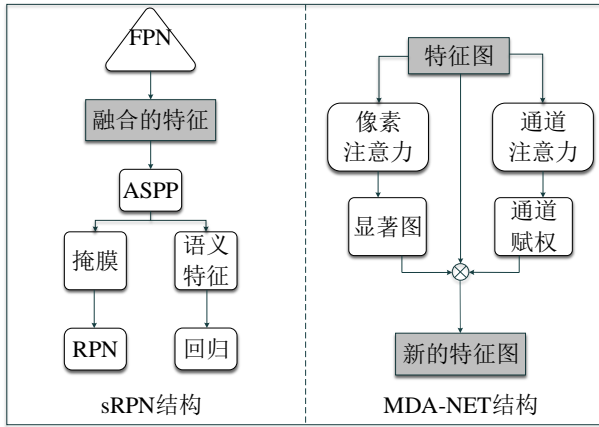 FPN
融合的特征
ASPP
掩膜
语义
特征
RPN
回归
sRPN结构
特征图
像素
注意力
通道
注意力
显著图
通道
赋权
新的特征图
MDA-NET结构